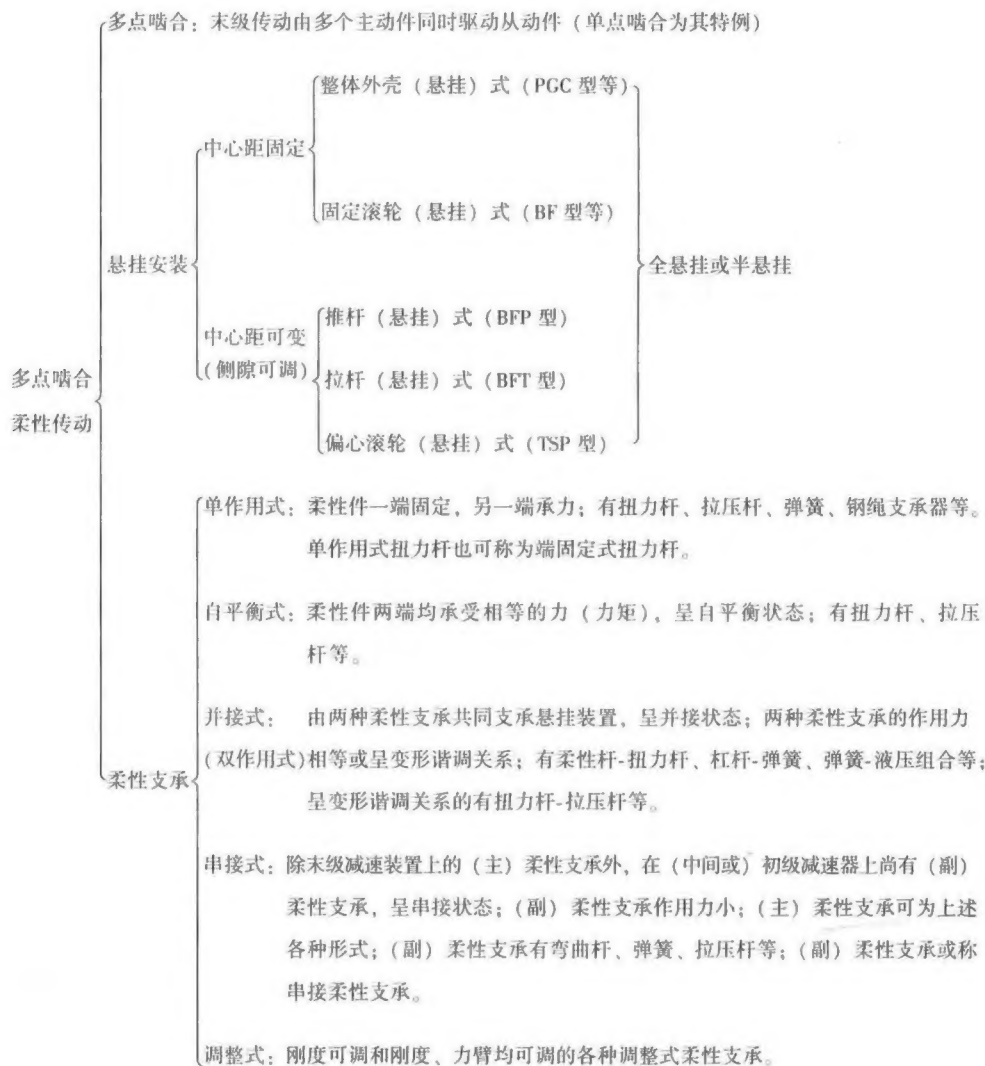 多点啮合：末级传动由多个主动件同时驱动从动件（单点啮合为其特例）
整体外壳（悬挂）式（PGC 型等）
中心距固定
固定滚轮（悬挂）式（BF 型等）
悬挂安装
全悬挂或半悬挂
推杆（悬挂）式（BFP 型）
中心距可变
（侧隙可调）
拉杆（悬挂）式（BFT 型）
多点啮合
柔性传动
偏心滚轮（悬挂）式（TSP 型）
单作用式：柔性件一端固定，另一端承力；有扭力杆、拉压杆、弹簧、钢绳支承器等。
单作用式扭力杆也可称为端固定式扭力杆。
自平衡式：柔性件两端均承受相等的力（力矩），呈自平衡状态；有扭力杆、拉压
杆等。
并接式： 由两种柔性支承共同支承悬挂装置，呈并接状态；两种柔性支承的作用力
（双作用式）相等或呈变形谐调关系；有柔性杆-扭力杆、杠杆-弹簧、弹簧-液压组合等；
柔性支承
呈变形谐调关系的有扭力杆-拉压杆等。
串接式：除末级减速装置上的（主）柔性支承外，在（中间或）初级减速器上尚有（副）
柔性支承，呈串接状态；（副）柔性支承作用力小；（主）柔性支承可为上述
各种形式；（副）柔性支承有弯曲杆、弹簧、拉压杆等；（副）柔性支承或称
串接柔性支承。
调整式：刚度可调和刚度、力臂均可调的各种调整式柔性支承。